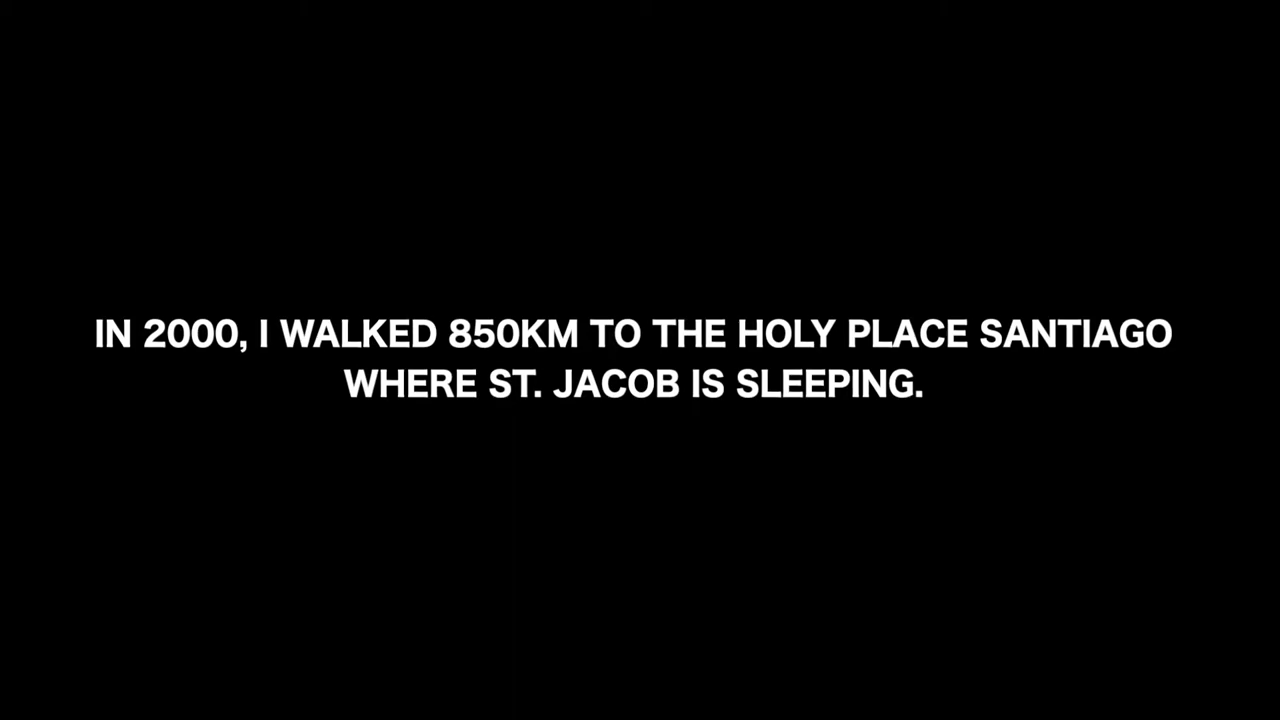 IN 2000, I WALKED 850KM TO THE HOLY PLACE SANTIAGO
WHERE ST. JACOB IS SLEEPING.